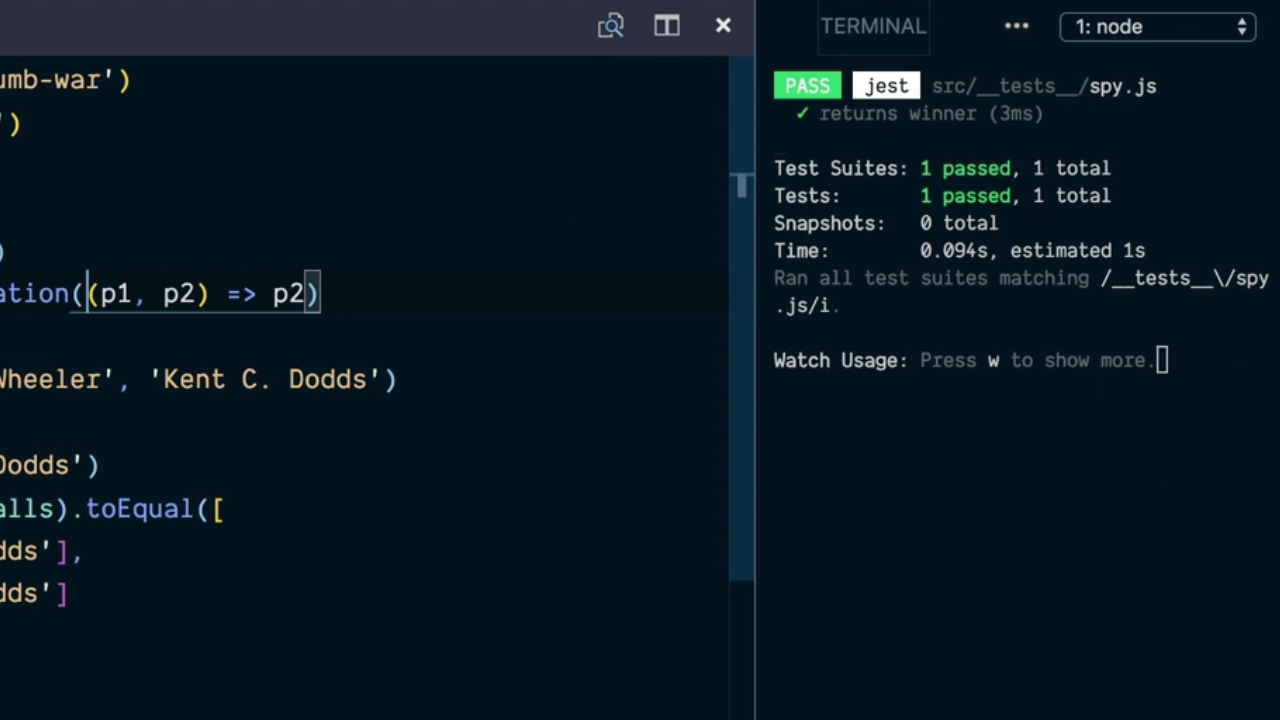 umb-war')
')
)
ation((p1, p2) => p2)
Wheeler', 'Kent C. Dodds')
Dodds')
alls).toEqual([
dds'],
dds']
TERMINAL
••• 1: node
PASS jest src/__tests__/spy.js
✓ returns winner (3ms)
Test Suites: 1 passed, 1 total
Tests: 1 passed, 1 total
Snapshots: 0 total
Time: 0.094s, estimated 1s
Ran all test suites matching /__tests__\/spy
.js/i.
Watch Usage: Press w to show more.